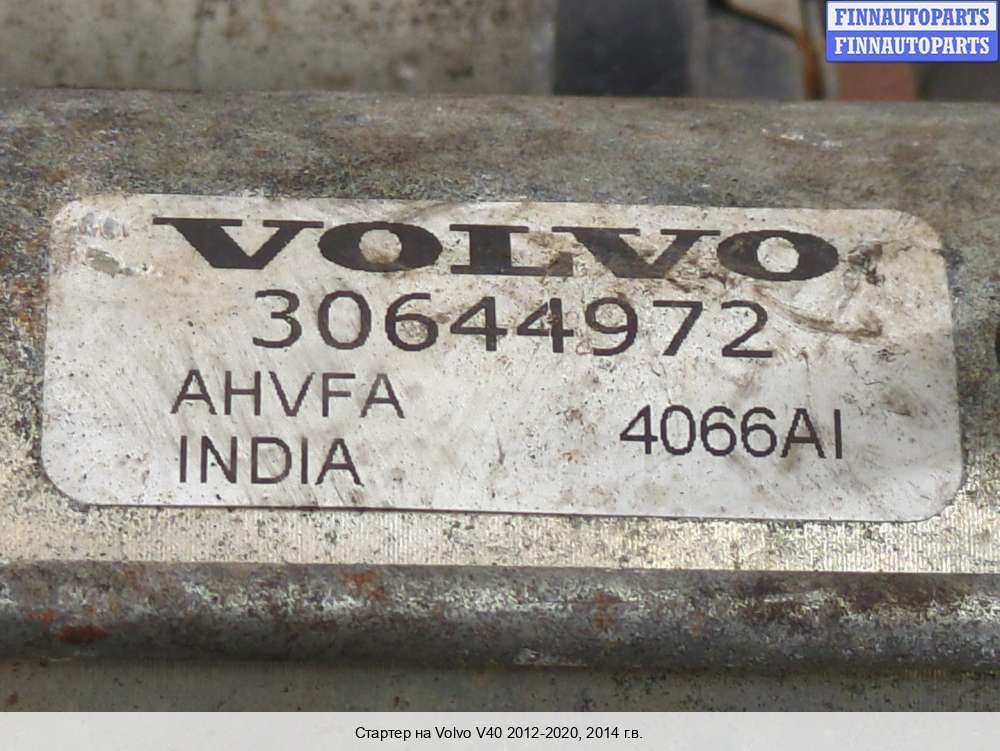 FINNAUTOPARTS
FINNAUTOPARTS
VOLVO
30644972
AHVFA
INDIA 4066AI
Стартер на Volvo V40 2012-2020, 2014 г.в.